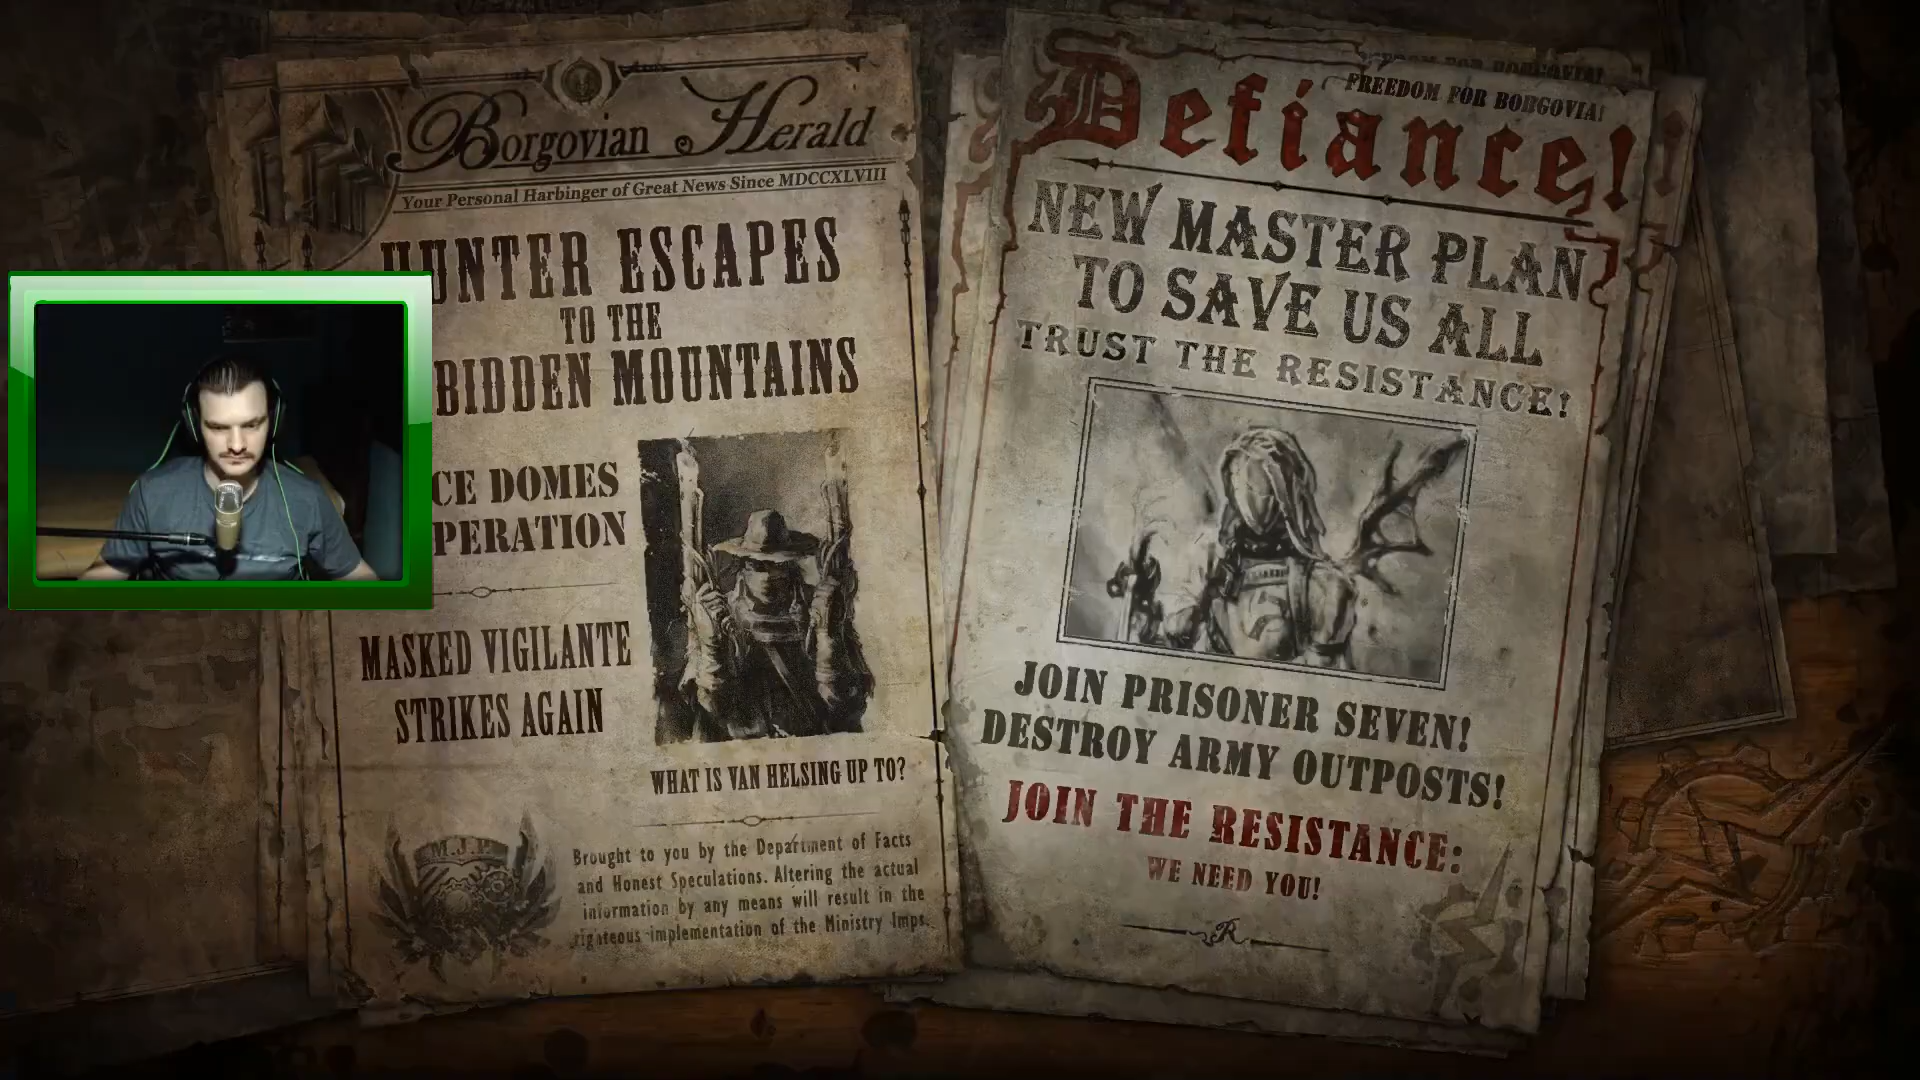 Borgovian Herald
Your Personal Harbinger of Great News Since MDCCXLVIII
HUNTER ESCAPES
TO THE
BIDDEN MOUNTAINS
CE DOMES
PERATION
MASKED VIGILANTE
STRIKES AGAIN
WHAT IS VAN HELSING UP TO?
Brought to you by the Department of Facts
and Honest Speculations. Altering the actual
information by any means will result in the
righteous implementation of the Ministry Imps.
FREEDOM FOR BORGOVIA!
Defiance!
NEW MASTER PLAN
TO SAVE US ALL
TRUST THE RESISTANCE!
JOIN PRISONER SEVEN!
DESTROY ARMY OUTPOSTS!
JOIN THE RESISTANCE:
WE NEED YOU!
R